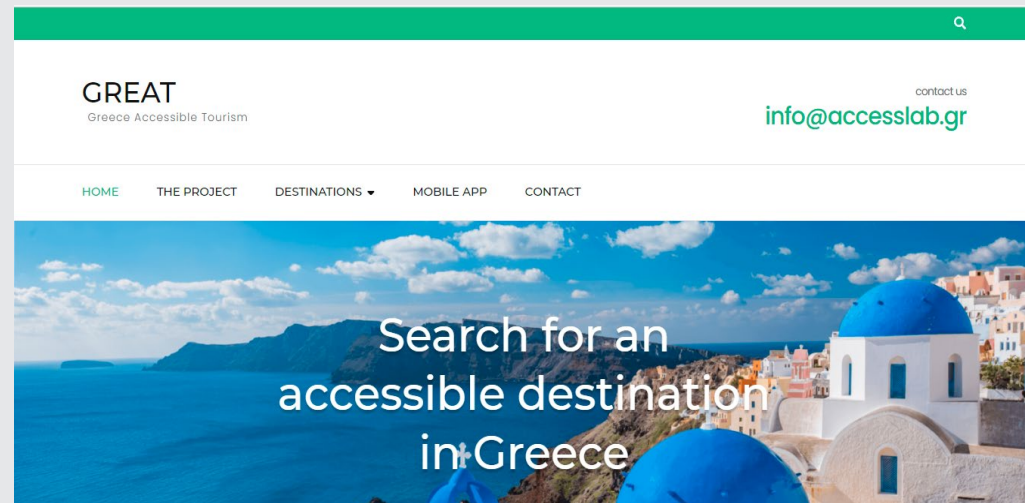 GREAT
Greece Accessible Tourism
contact us
info@accesslab.gr
HOME THE PROJECT DESTINATIONS MOBILE APP CONTACT
Search for an
accessible destination
in Greece